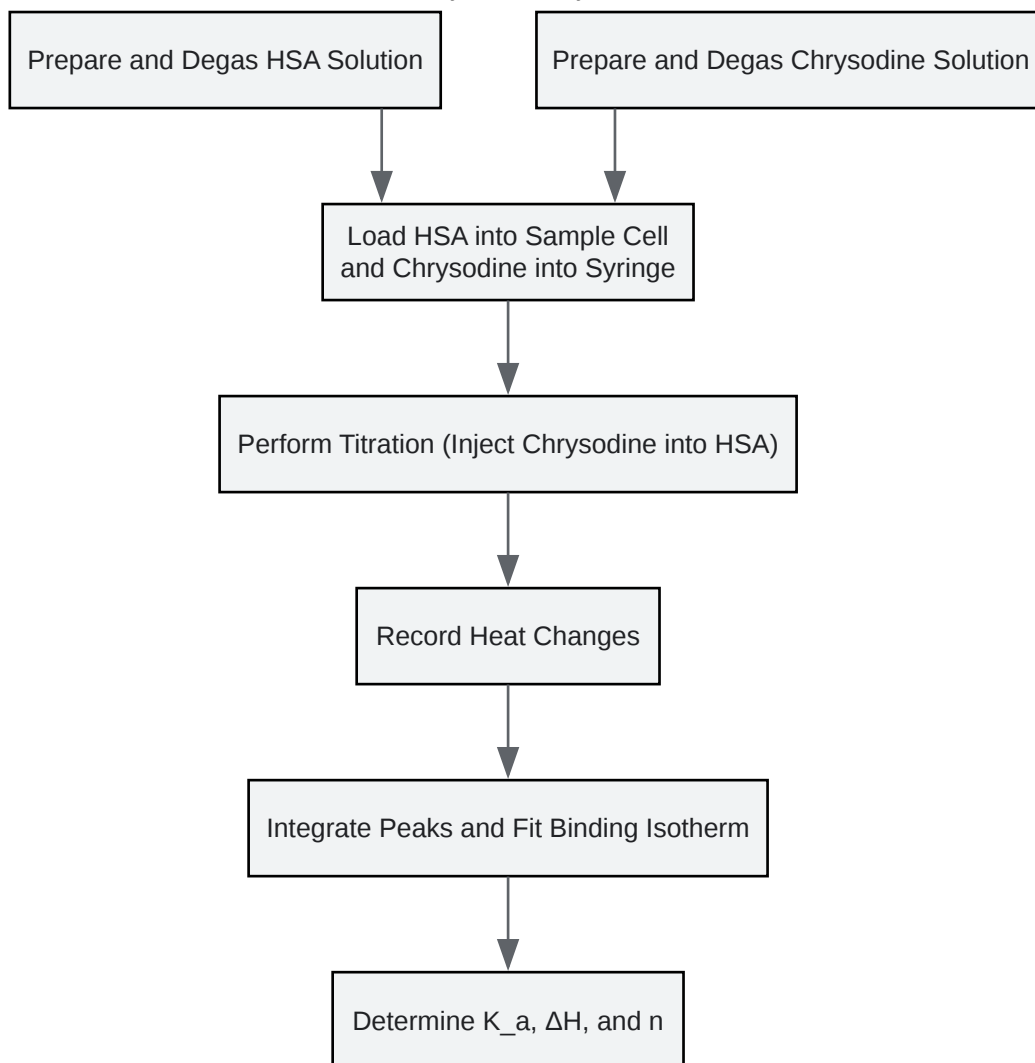 Prepare and Degas HSA Solution
Prepare and Degas Chrysodine Solution
Load HSA into Sample Cell
and Chrysodine into Syringe
Perform Titration (Inject Chrysodine into HSA)
Record Heat Changes
Integrate Peaks and Fit Binding Isotherm
Determine K_a, ΔH, and n